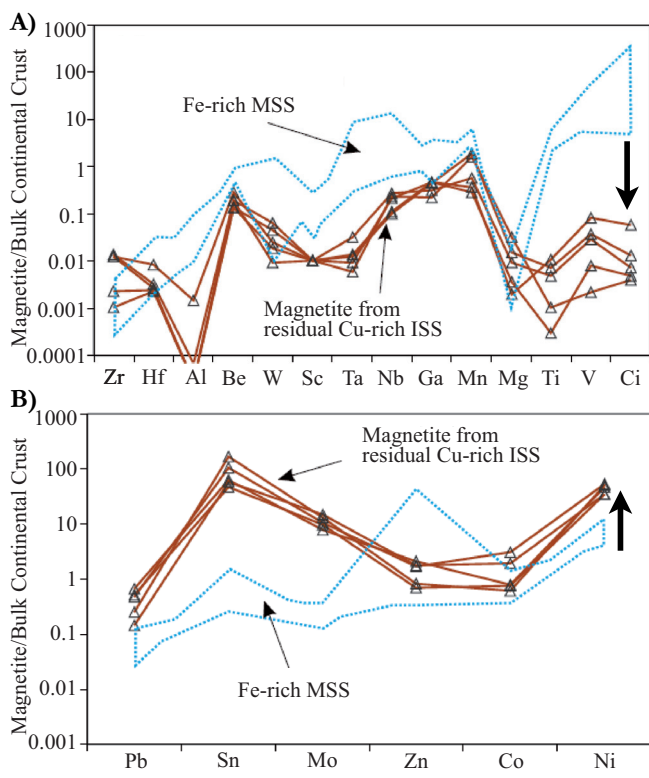 A)
Magnetite/Bulk Continental Crust
1000
100
10
1
0.1
0.01
0.001
0.0001
Fe-rich MSS
Magnetite from
residual Cu-rich ISS
Zr Hf Al Be W Sc Ta Nb Ga Mn Mg Ti V Ci
B)
Magnetite/Bulk Continental Crust
1000
100
10
1
0.1
0.01
0.001
Magnetite from
residual Cu-rich ISS
Fe-rich MSS
Pb Sn Mo Zn Co Ni